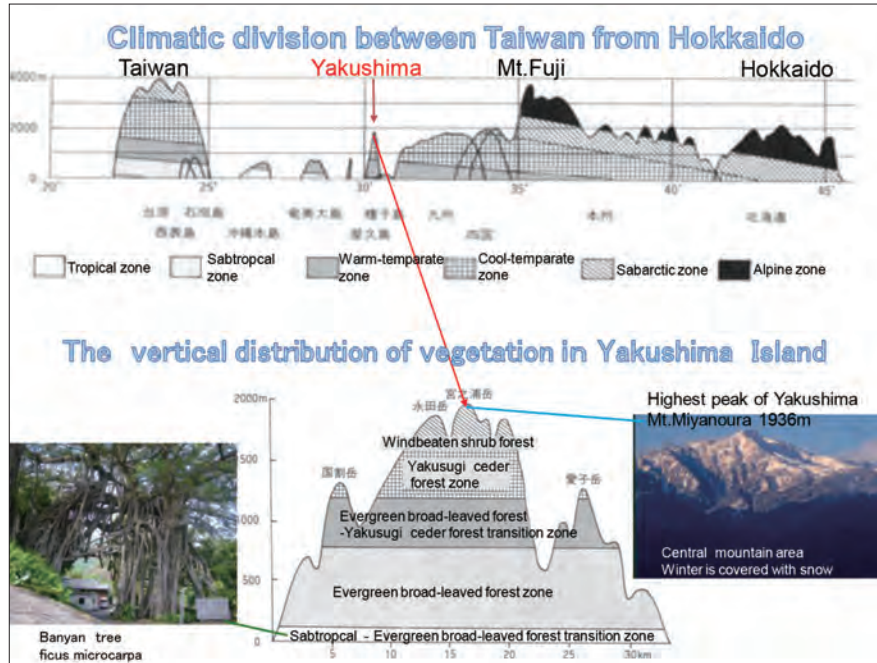 Climatic division between Taiwan from Hokkaido
Taiwan Yakushima Mt.Fuji Hokkaido
4000m
2000
0
20° 25° 30° 35° 40° 45°
台湾 石垣島 奄美大島 種子島 九州 本州 北海道
西表島 沖縄本島 屋久島 四国
Tropical zone
Sabtropcal
zone
Warm-temparate
zone
Cool-temparate
zone
Sabarctic zone
Alpine zone
The vertical distribution of vegetation in Yakushima Island
2000m
1000
500
0
宮之浦岳
永田岳
国割岳
愛子岳
Windbeaten shrub forest
Yakusugi ceder
forest zone
Evergreen broad-leaved forest
-Yakusugi ceder forest transition zone
Evergreen broad-leaved forest zone
Sabtropcal - Evergreen broad-leaved forest transition zone
5 10 15 20 25 30km
Highest peak of Yakushima
Mt.Miyanoura 1936m
Central mountain area
Winter is covered with snow
Banyan tree
ficus microcarpa